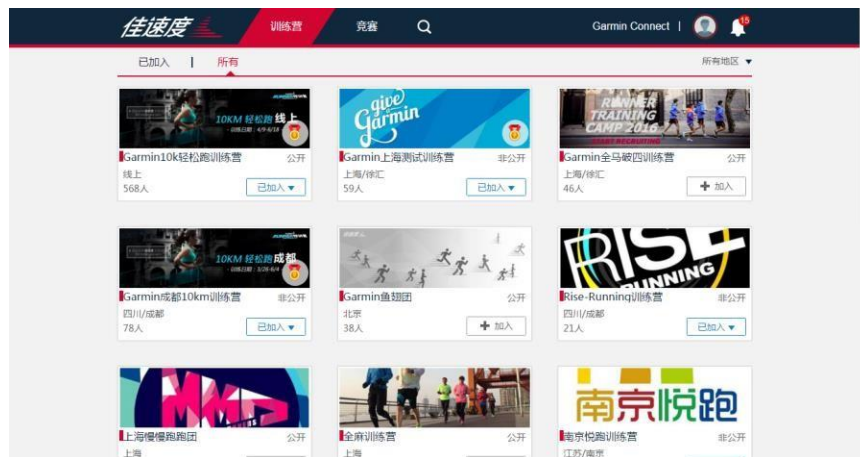 佳速度
训练营
竞赛
Garmin Connect |
15
已加入 | 所有
所有地区
10KM 轻松跑 线上
give Garmin
RUNNER TRAINING CAMP 2016
START RECRUITING
Garmin10k轻松跑训练营 公开
线上
568人 已加入
Garmin上海测试训练营 非公开
上海/徐汇
59人 已加入
Garmin全马破四训练营 公开
上海/徐汇
46人 加入
10KM 轻松跑 成都
RISE RUNNING
Garmin成都10km训练营 非公开
四川/成都
78人 已加入
Garmin鱼翅团 公开
北京
38人 加入
Rise-Running训练营 非公开
四川/成都
21人 已加入
南京悦跑
上海慢慢跑跑团 公开
上海
全麻训练营 公开
上海
南京悦跑训练营 非公开
江苏/南京